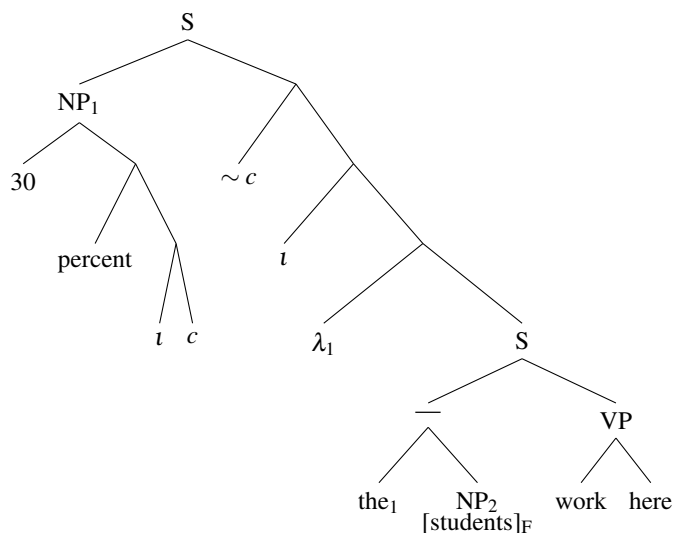 S
NP₁
30
∼ c
percent
ι
ι c
λ₁
S
—
VP
the₁ NP₂ work here
[students]F